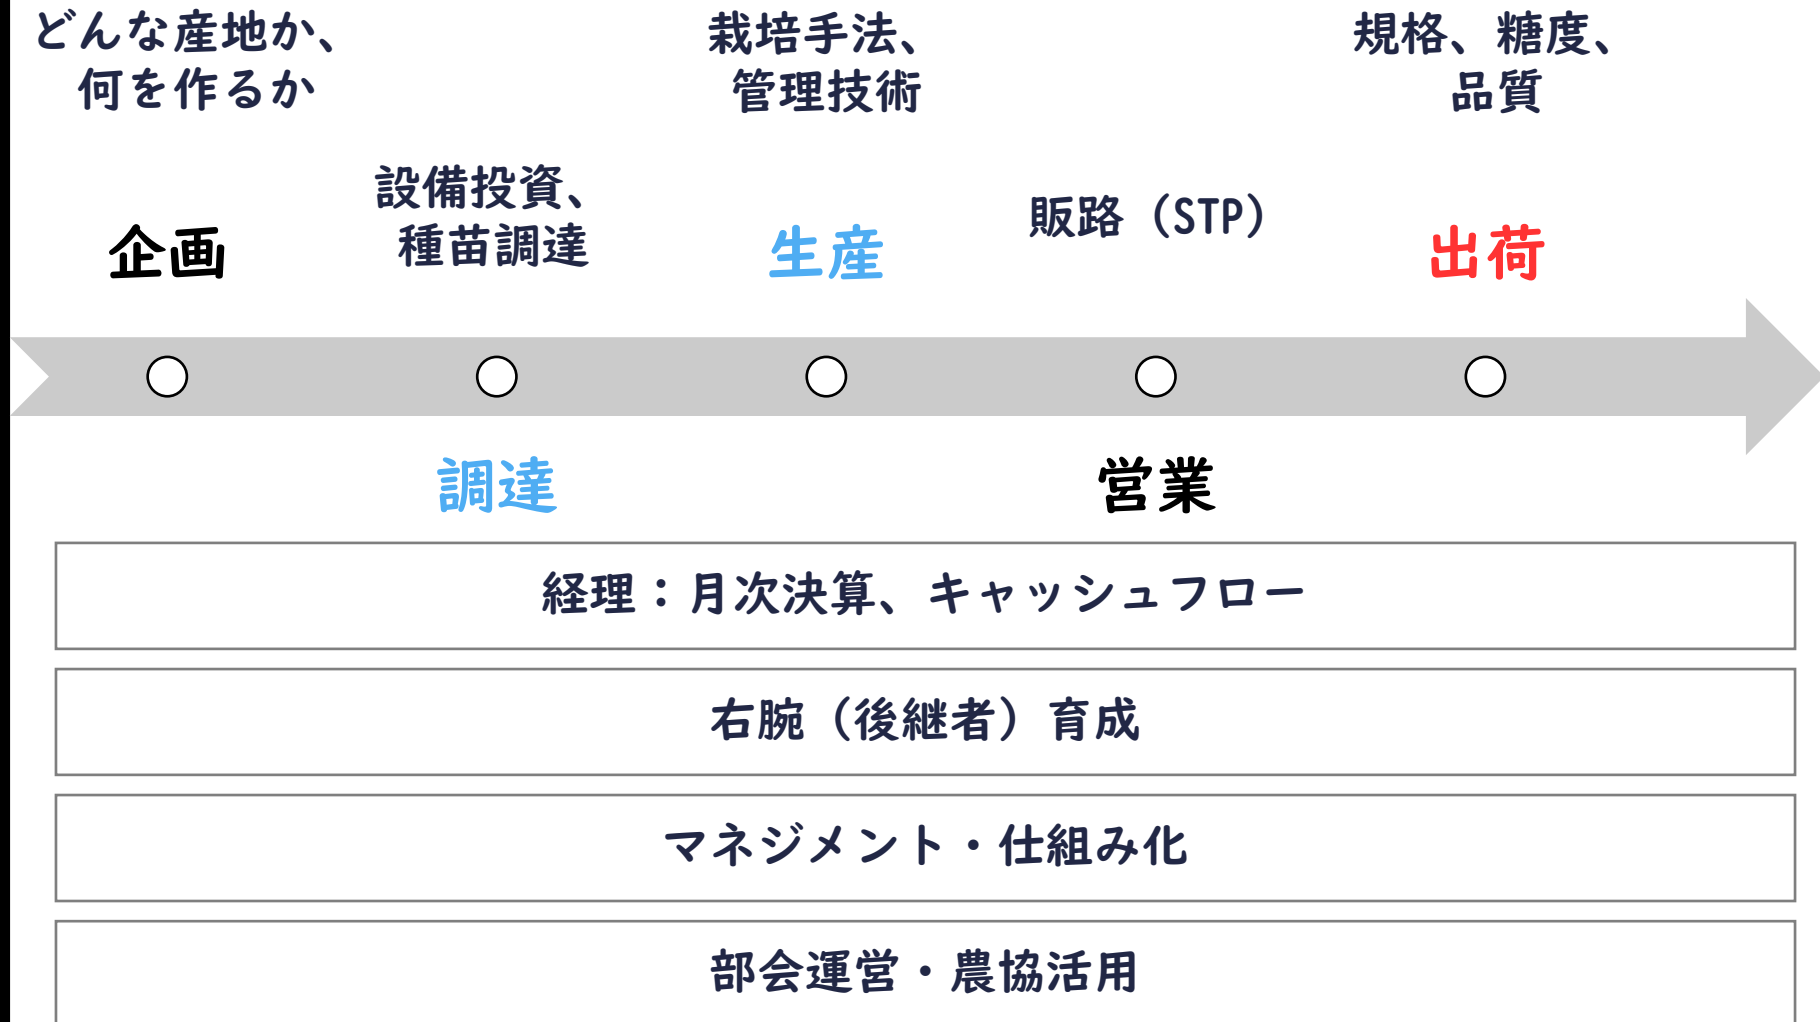 どんな産地か、
何を作るか
企画
設備投資、
種苗調達
調達
栽培手法、
管理技術
生産
販路（STP）
営業
規格、糖度、
品質
出荷
経理：月次決算、キャッシュフロー
右腕（後継者）育成
マネジメント・仕組み化
部会運営・農協活用